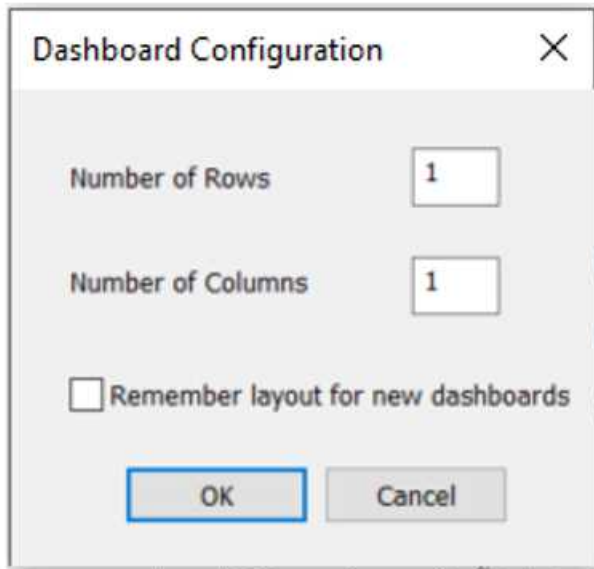 Dashboard Configuration
Number of Rows 1
Number of Columns 1
Remember layout for new dashboards
OK Cancel